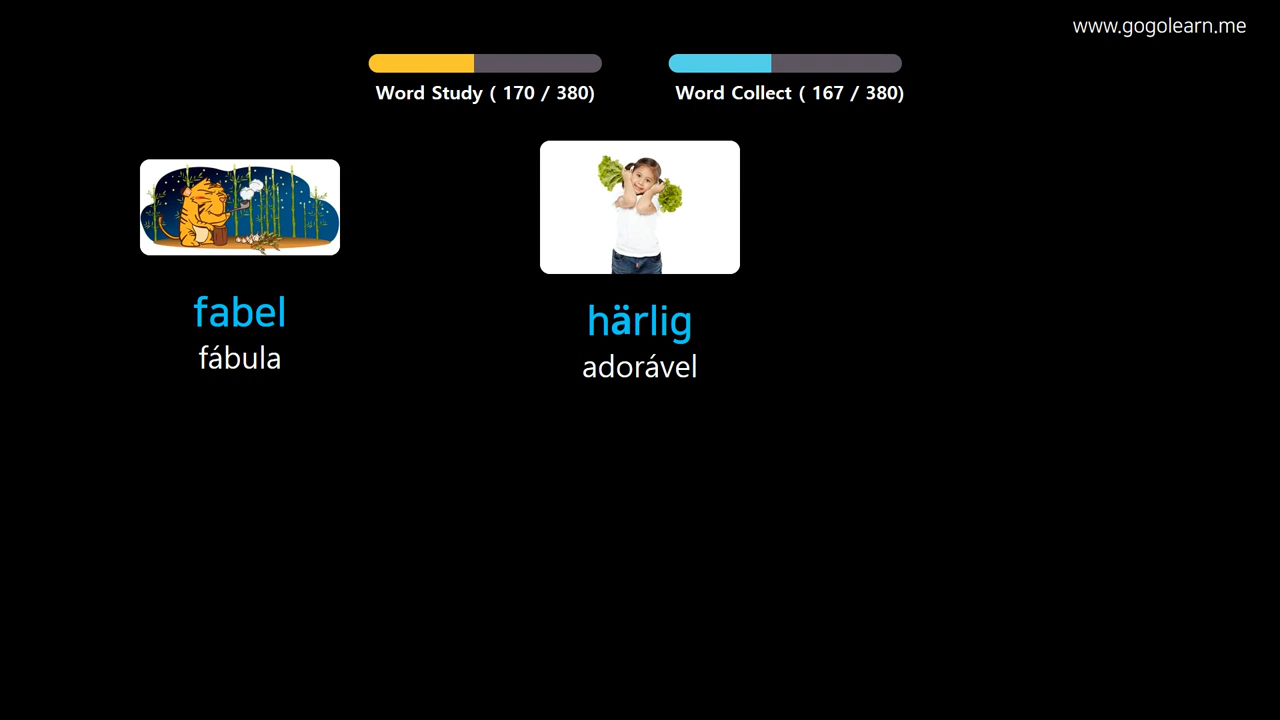 www.gogolearn.me
Word Study ( 170 / 380)
Word Collect ( 167 / 380)
fabel
fábula
härlig
adorável